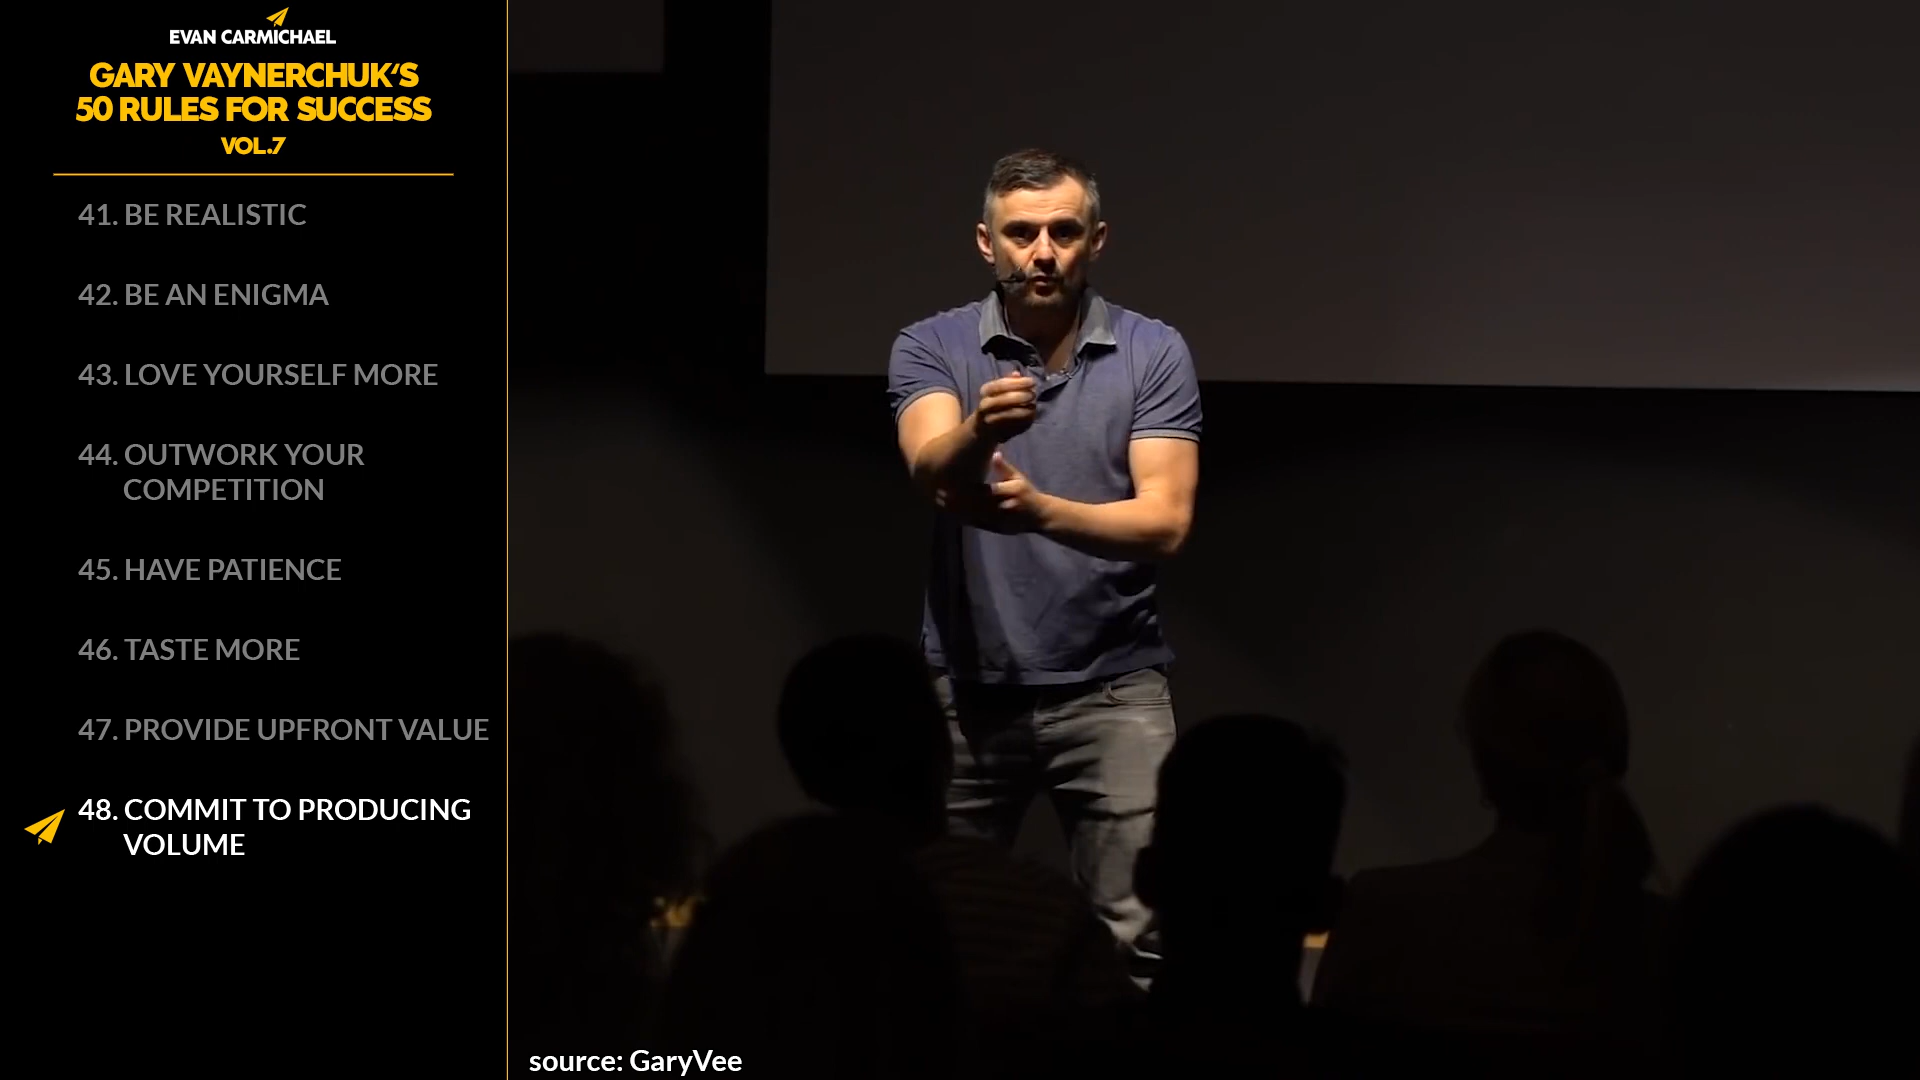 EVAN CARMICHAEL
GARY VAYNERCHUK'S
50 RULES FOR SUCCESS
VOL.7
41. BE REALISTIC
42. BE AN ENIGMA
43. LOVE YOURSELF MORE
44. OUTWORK YOUR
COMPETITION
45. HAVE PATIENCE
46. TASTE MORE
47. PROVIDE UPFRONT VALUE
48. COMMIT TO PRODUCING
VOLUME
source: GaryVee